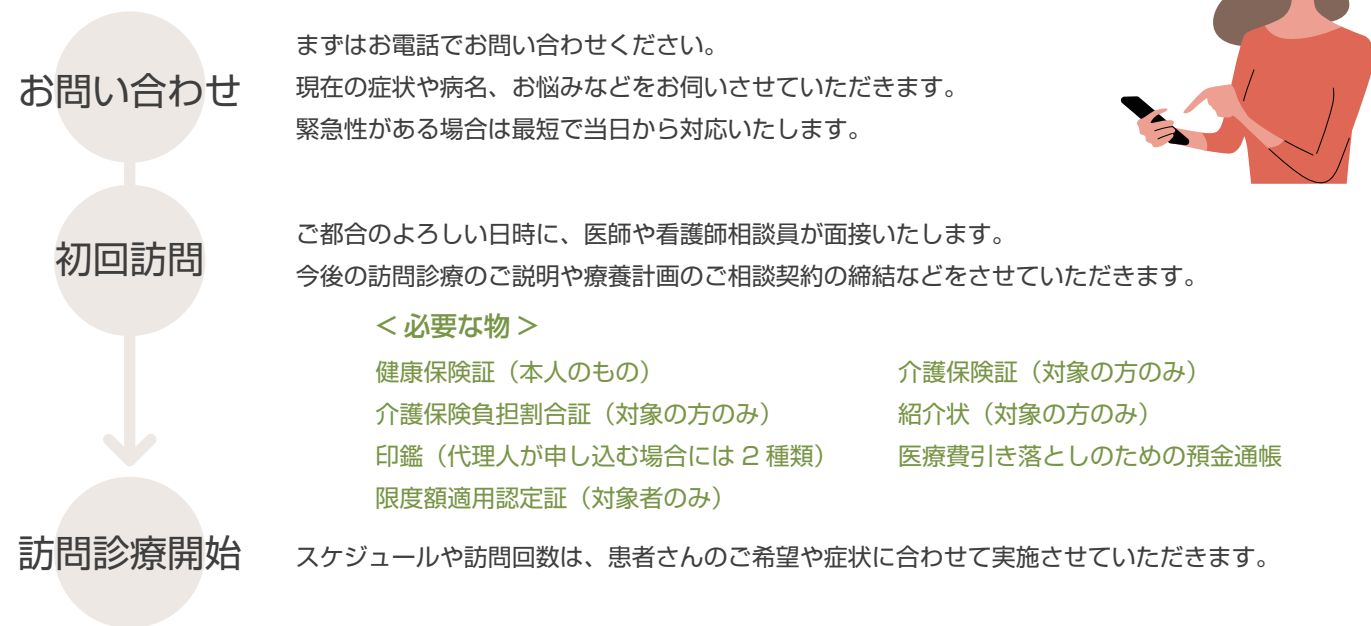 お問い合わせ
まずはお電話でお問い合わせください。
現在の症状や病名、お悩みなどをお伺いさせていただきます。
緊急性がある場合は最短で当日から対応いたします。
初回訪問
ご都合のよろしい日時に、医師や看護師相談員が面接いたします。
今後の訪問診療のご説明や療養計画のご相談契約の締結などをさせていただきます。
＜必要な物＞
健康保険証（本人のもの）
介護保険証（対象の方のみ）
介護保険負担割合証（対象の方のみ）
紹介状（対象の方のみ）
印鑑（代理人が申し込む場合には 2 種類）
医療費引き落としのための預金通帳
限度額適用認定証（対象者のみ）
訪問診療開始
スケジュールや訪問回数は、患者さんのご希望や症状に合わせて実施させていただきます。